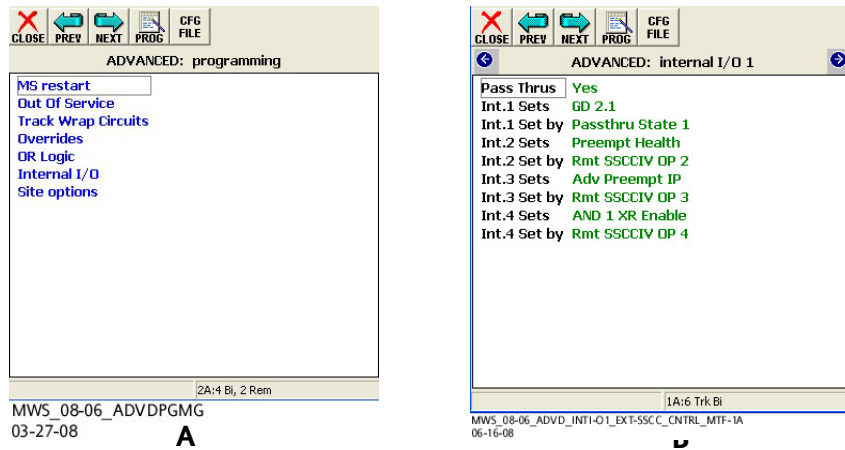 CLOSE PREV NEXT PROG CFG FILE
ADVANCED: programming
MS restart
Out Of Service
Track Wrap Circuits
Overrides
OR Logic
Internal I/O
Site options
2A:4 Bi, 2 Rem
MWS_08-06_ADVDPGMG
03-27-08
A
CLOSE PREV NEXT PROG CFG FILE
ADVANCED: internal I/O 1
Pass Thrus Yes
Int.1 Sets GD 2.1
Int.1 Set by Passthru State 1
Int.2 Sets Preempt Health
Int.2 Set by Rmt SSCCIV OP 2
Int.3 Sets Adv Preempt IP
Int.3 Set by Rmt SSCCIV OP 3
Int.4 Sets AND 1 XR Enable
Int.4 Set by Rmt SSCCIV OP 4
1A:6 Trk Bi
MWS_08-06_ADVD_INTI-O1_EXT-SSCC_CNTRL_MTF-1A
06-16-08